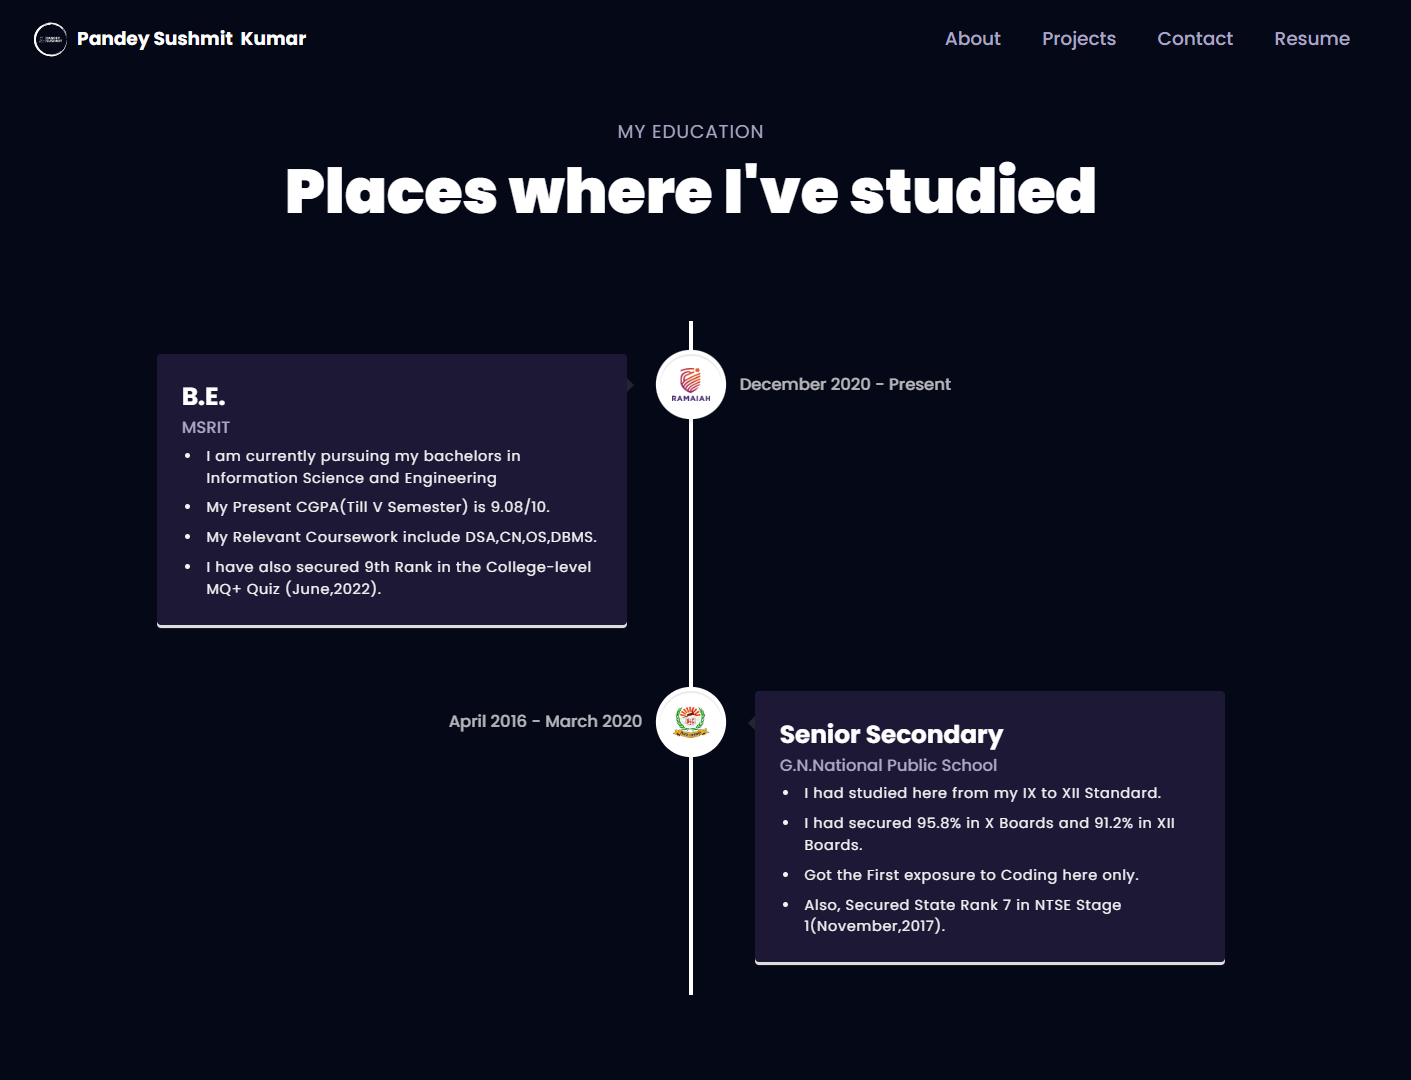 Pandey Sushmit Kumar
About Projects Contact Resume
MY EDUCATION
Places where I've studied
RAMAIAH
December 2020 - Present
B.E.
MSRIT
• I am currently pursuing my bachelors in
Information Science and Engineering
• My Present CGPA(Till V Semester) is 9.08/10.
• My Relevant Coursework include DSA,CN,OS,DBMS.
• I have also secured 9th Rank in the College-level
MQ+ Quiz (June,2022).
April 2016 - March 2020
Senior Secondary
G.N.National Public School
• I had studied here from my IX to XII Standard.
• I had secured 95.8% in X Boards and 91.2% in XII
Boards.
• Got the First exposure to Coding here only.
• Also, Secured State Rank 7 in NTSE Stage
1(November,2017).